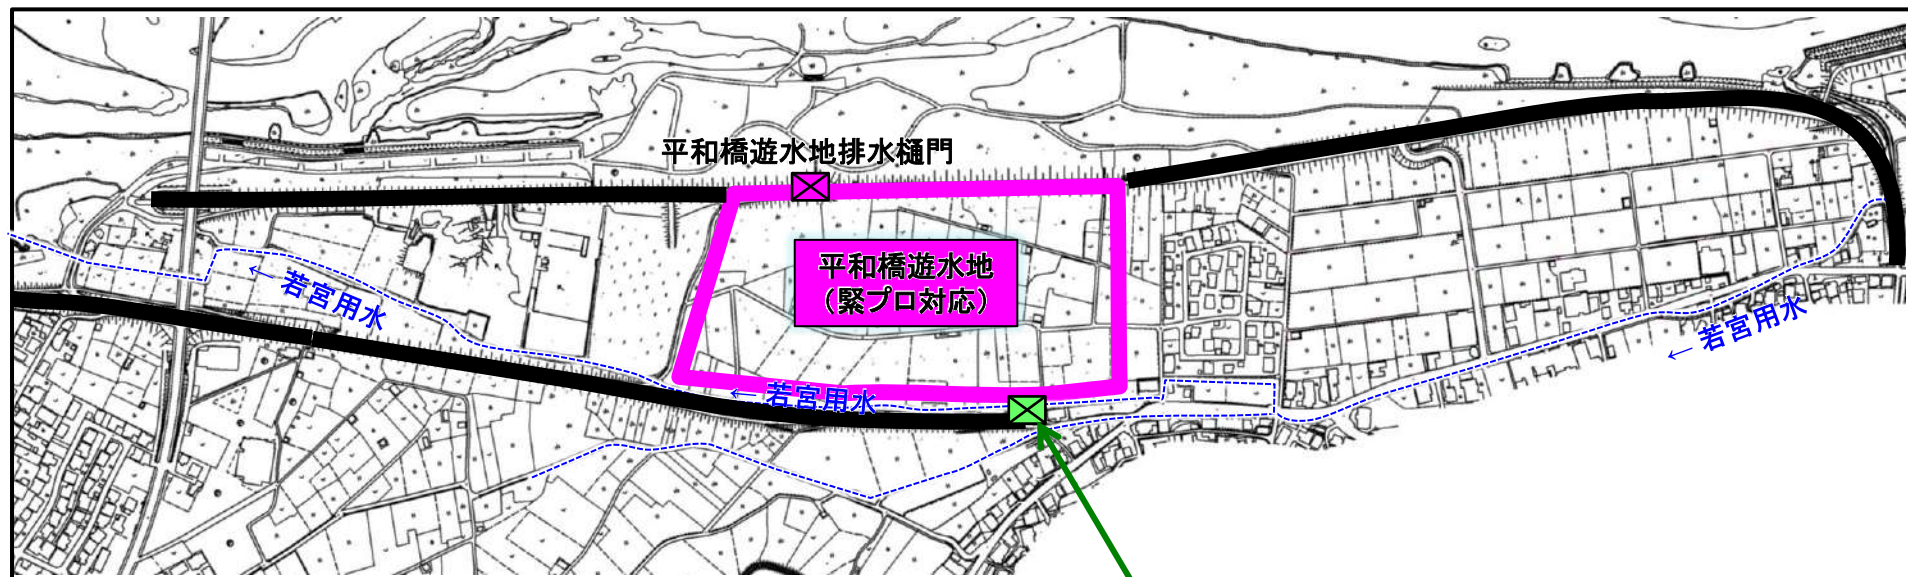 平和橋遊水地排水樋門
平和橋遊水地
（緊プロ対応）
← 若宮用水
← 若宮用水
← 若宮用水